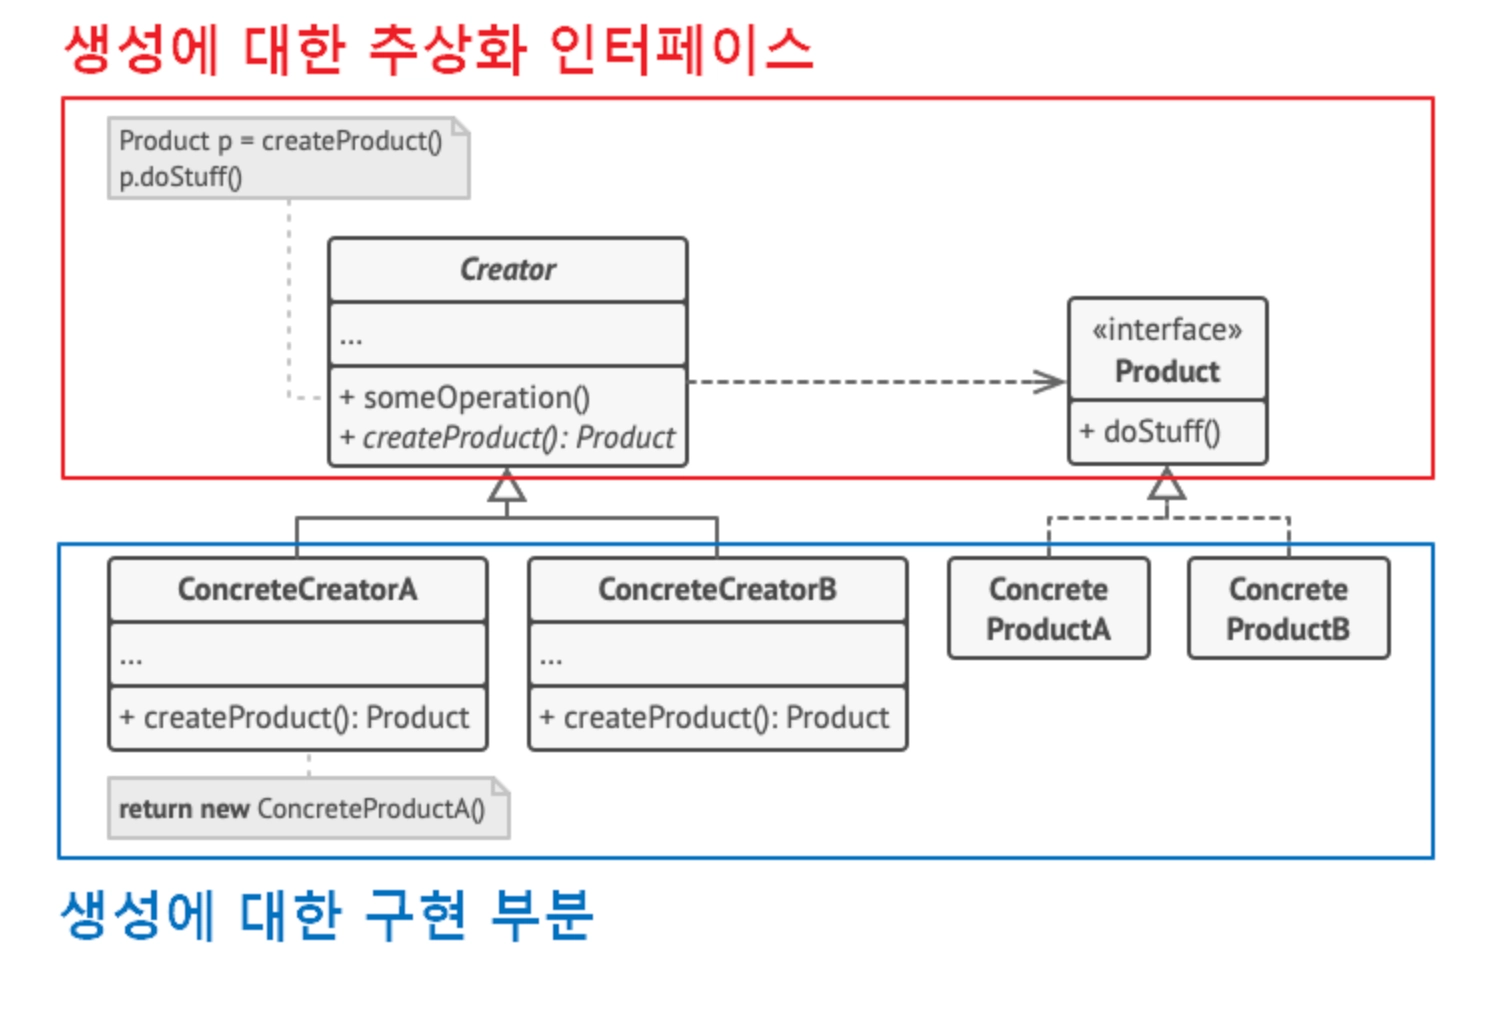 생성에 대한 추상화 인터페이스
Product p = createProduct()
p.doStuff()
Creator
...
+ someOperation()
+ createProduct(): Product
«interface»
Product
+ doStuff()
ConcreteCreatorA
...
+ createProduct(): Product
return new ConcreteProductA()
ConcreteCreatorB
...
+ createProduct(): Product
Concrete
ProductA
Concrete
ProductB
생성에 대한 구현 부분